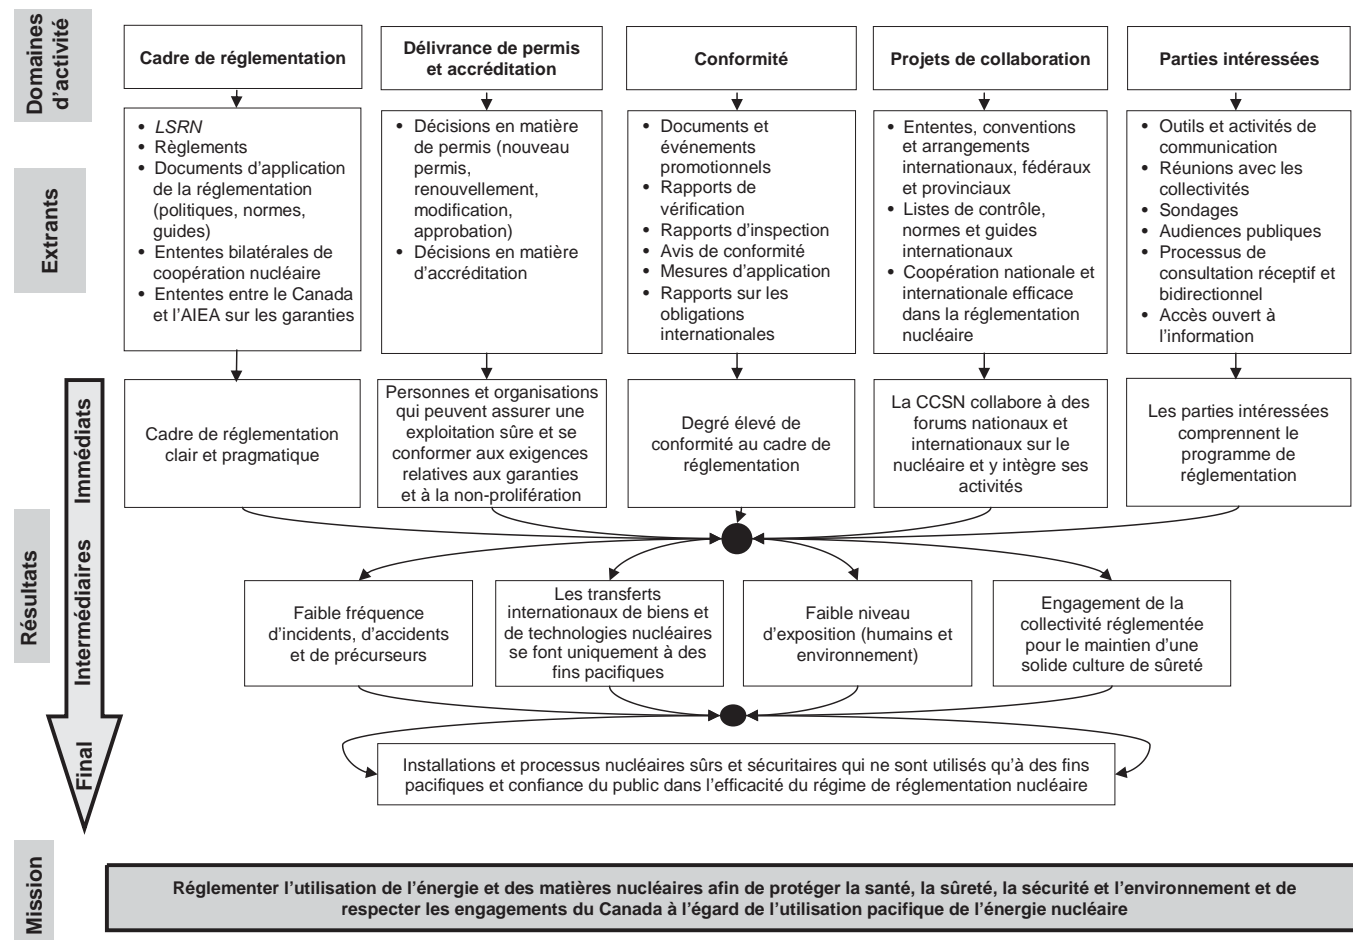 Domaines
d'activité
Cadre de réglementation
Délivrance de permis
et accréditation
Conformité
Projets de collaboration
Parties intéressées
Extrants
• LSRN
• Règlements
• Documents d'application
de la réglementation
(politiques, normes,
guides)
• Ententes bilatérales de
coopération nucléaire
• Ententes entre le Canada
et l'AIEA sur les garanties
• Décisions en matière
de permis (nouveau
permis,
renouvellement,
modification,
approbation)
• Décisions en matière
d'accréditation
• Documents et
événements
promotionnels
• Rapports de
vérification
• Rapports d'inspection
• Avis de conformité
• Mesures d'application
• Rapports sur les
obligations
internationales
• Ententes, conventions
et arrangements
internationaux, fédéraux
et provinciaux
• Listes de contrôle,
normes et guides
internationaux
• Coopération nationale et
internationale efficace
dans la réglementation
nucléaire
• Outils et activités de
communication
• Réunions avec les
collectivités
• Sondages
• Audiences publiques
• Processus de
consultation réceptif et
bidirectionnel
• Accès ouvert à
l'information
Résultats
Immédiats
Cadre de réglementation
clair et pragmatique
Personnes et organisations
qui peuvent assurer une
exploitation sûre et se
conformer aux exigences
relatives aux garanties
et à la non-prolifération
Degré élevé de
conformité au cadre de
réglementation
La CCSN collabore à des
forums nationaux et
internationaux sur le
nucléaire et y intègre ses
activités
Les parties intéressées
comprennent le
programme de
réglementation
Intermédiaires
Faible fréquence
d'incidents, d'accidents
et de précurseurs
Les transferts
internationaux de biens et
de technologies nucléaires
se font uniquement à des
fins pacifiques
Faible niveau
d'exposition (humains et
environnement)
Engagement de la
collectivité réglementée
pour le maintien d'une
solide culture de sûreté
Final
Installations et processus nucléaires sûrs et sécuritaires qui ne sont utilisés qu'à des fins
pacifiques et confiance du public dans l'efficacité du régime de réglementation nucléaire
Mission
Réglementer l'utilisation de l'énergie et des matières nucléaires afin de protéger la santé, la sûreté, la sécurité et l'environnement et de
respecter les engagements du Canada à l'égard de l'utilisation pacifique de l'énergie nucléaire